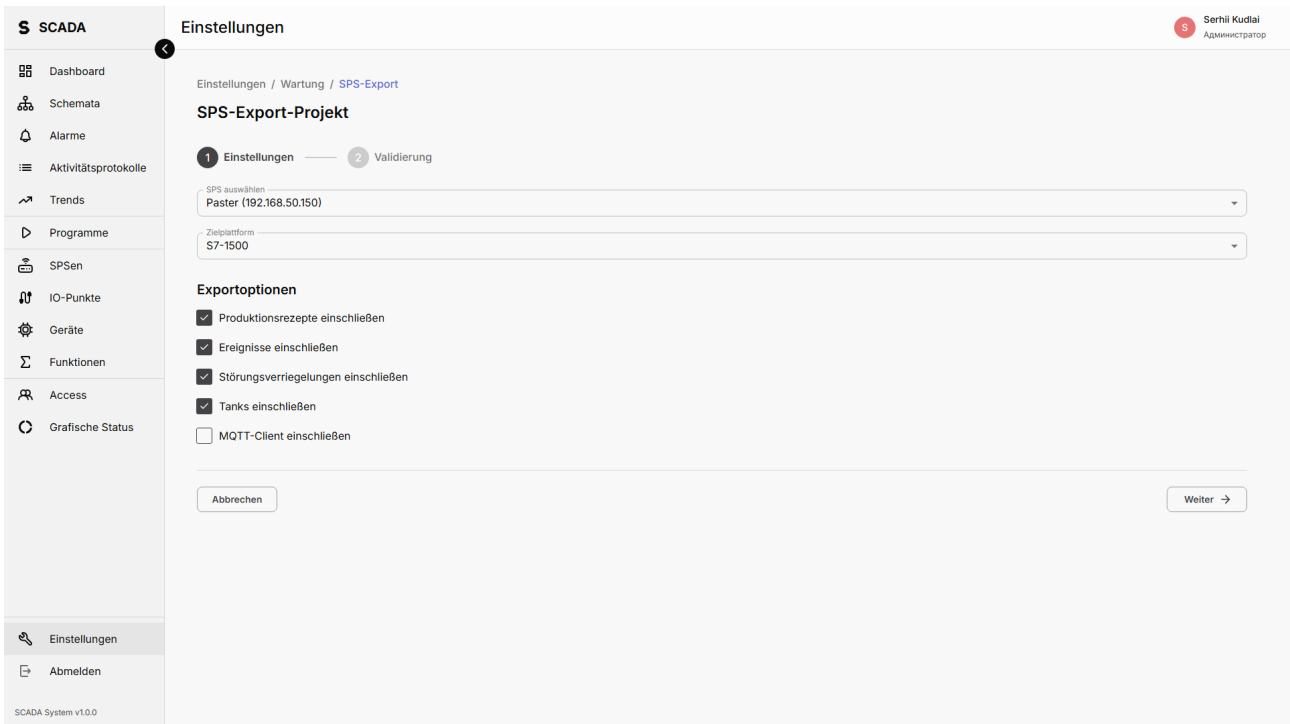 S SCADA
Einstellungen
S
Serhii Kudlai
Администратор
Dashboard
Schemata
Alarme
Aktivitätsprotokolle
Trends
Programme
SPSen
IO-Punkte
Geräte
Funktionen
Access
Grafische Status
Einstellungen
Abmelden
SCADA System v1.0.0
Einstellungen / Wartung / SPS-Export
SPS-Export-Projekt
1 Einstellungen 2 Validierung
SPS auswählen
Paster (192.168.50.150)
Zielplattform
S7-1500
Exportoptionen
Produktionsrezepte einschließen
Ereignisse einschließen
Störungsverriegelungen einschließen
Tanks einschließen
MQTT-Client einschließen
Abbrechen
Weiter →